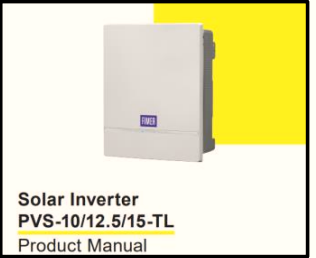 FIMER
Solar Inverter
PVS-10/12.5/15-TL
Product Manual